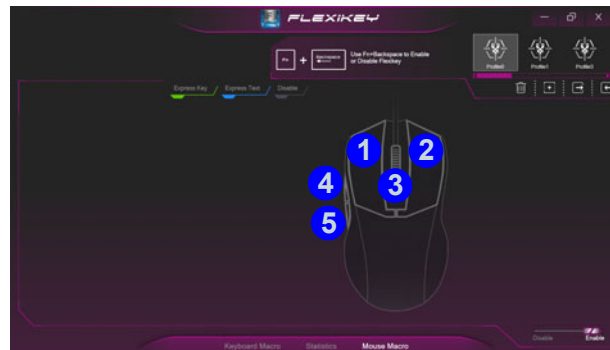 FLEXIKEY
Fn + Backspace Use Fn+Backspace to Enable
or Disable Flexikey
Profile0 Profile1
Express Key Express Text Disable
1 2
3
4
5
Disable Enable
Keyboard Macro Statistics Mouse Macro